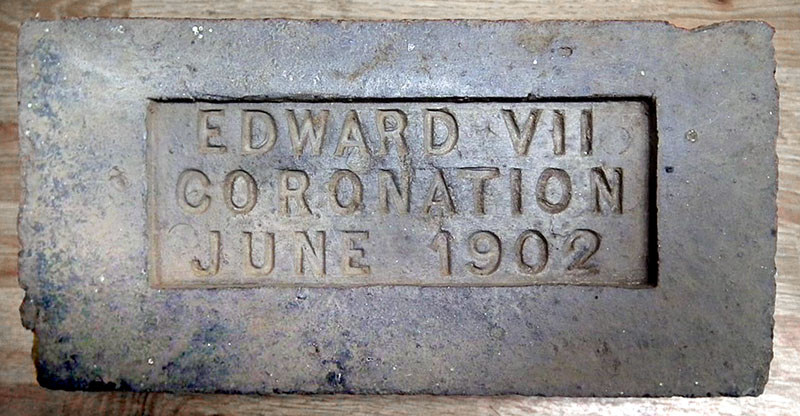 EDWARD VII
CORONATION
JUNE 1902